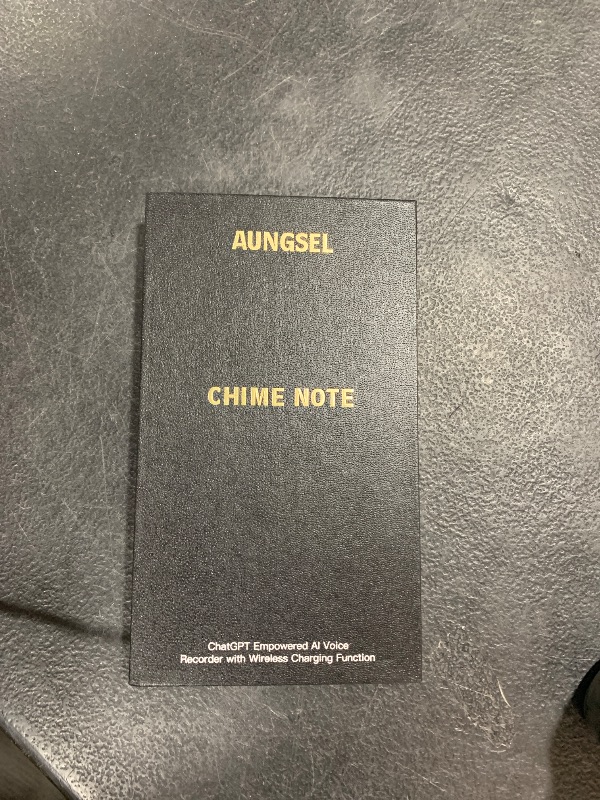 AUNGSEL
CHIME NOTE
ChatGPT Empowered AI Voice
Recorder with Wireless Charging Function